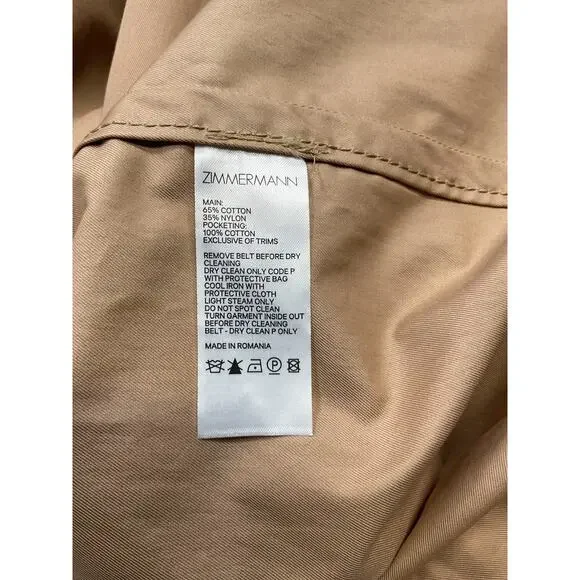 ZIMMERMANN
MAIN:
65% COTTON
35% NYLON
POCKETING:
100% COTTON
EXCLUSIVE OF TRIMS
REMOVE BELT BEFORE DRY
CLEANING
DRY CLEAN ONLY CODE P
WITH PROTECTIVE BAG
COOL IRON WITH
PROTECTIVE CLOTH
LIGHT STEAM ONLY
DO NOT SPOT CLEAN
TURN GARMENT INSIDE OUT
BEFORE DRY CLEANING
BELT - DRY CLEAN P ONLY
MADE IN ROMANIA
P